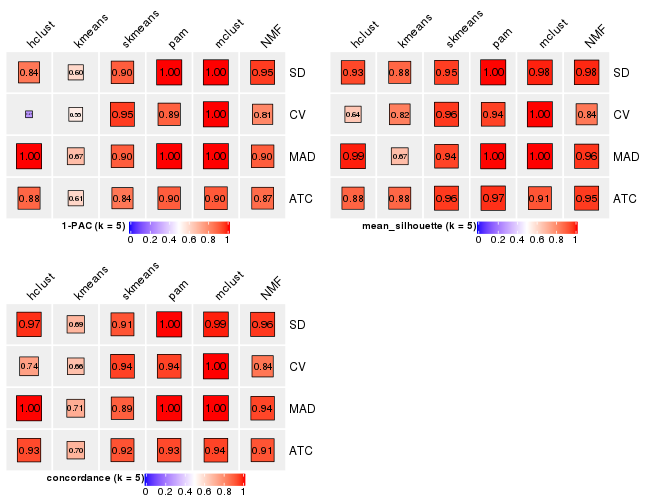 hclust kmeans skmeans pam mclust NMF
0.84 0.60 0.90 1.00 1.00 0.95 SD
0.55 0.95 0.89 1.00 0.81 CV
1.00 0.67 0.90 1.00 1.00 0.90 MAD
0.88 0.61 0.84 0.90 0.90 0.87 ATC
1-PAC (k = 5)
0 0.2 0.4 0.6 0.8 1
hclust kmeans skmeans pam mclust NMF
0.93 0.88 0.95 1.00 0.98 0.98 SD
0.64 0.82 0.96 0.94 1.00 0.84 CV
0.99 0.67 0.94 1.00 1.00 0.96 MAD
0.88 0.88 0.96 0.97 0.91 0.95 ATC
mean_silhouette (k = 5)
0 0.2 0.4 0.6 0.8 1
hclust kmeans skmeans pam mclust NMF
0.97 0.69 0.91 1.00 0.99 0.96 SD
0.74 0.66 0.94 0.94 1.00 0.84 CV
1.00 0.71 0.89 1.00 1.00 0.94 MAD
0.93 0.70 0.92 0.93 0.94 0.91 ATC
concordance (k = 5)
0 0.2 0.4 0.6 0.8 1